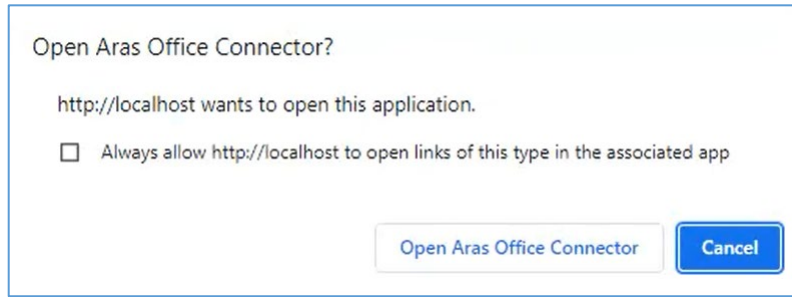 Open Aras Office Connector?
http://localhost wants to open this application.
Always allow http://localhost to open links of this type in the associated app
Open Aras Office Connector Cancel